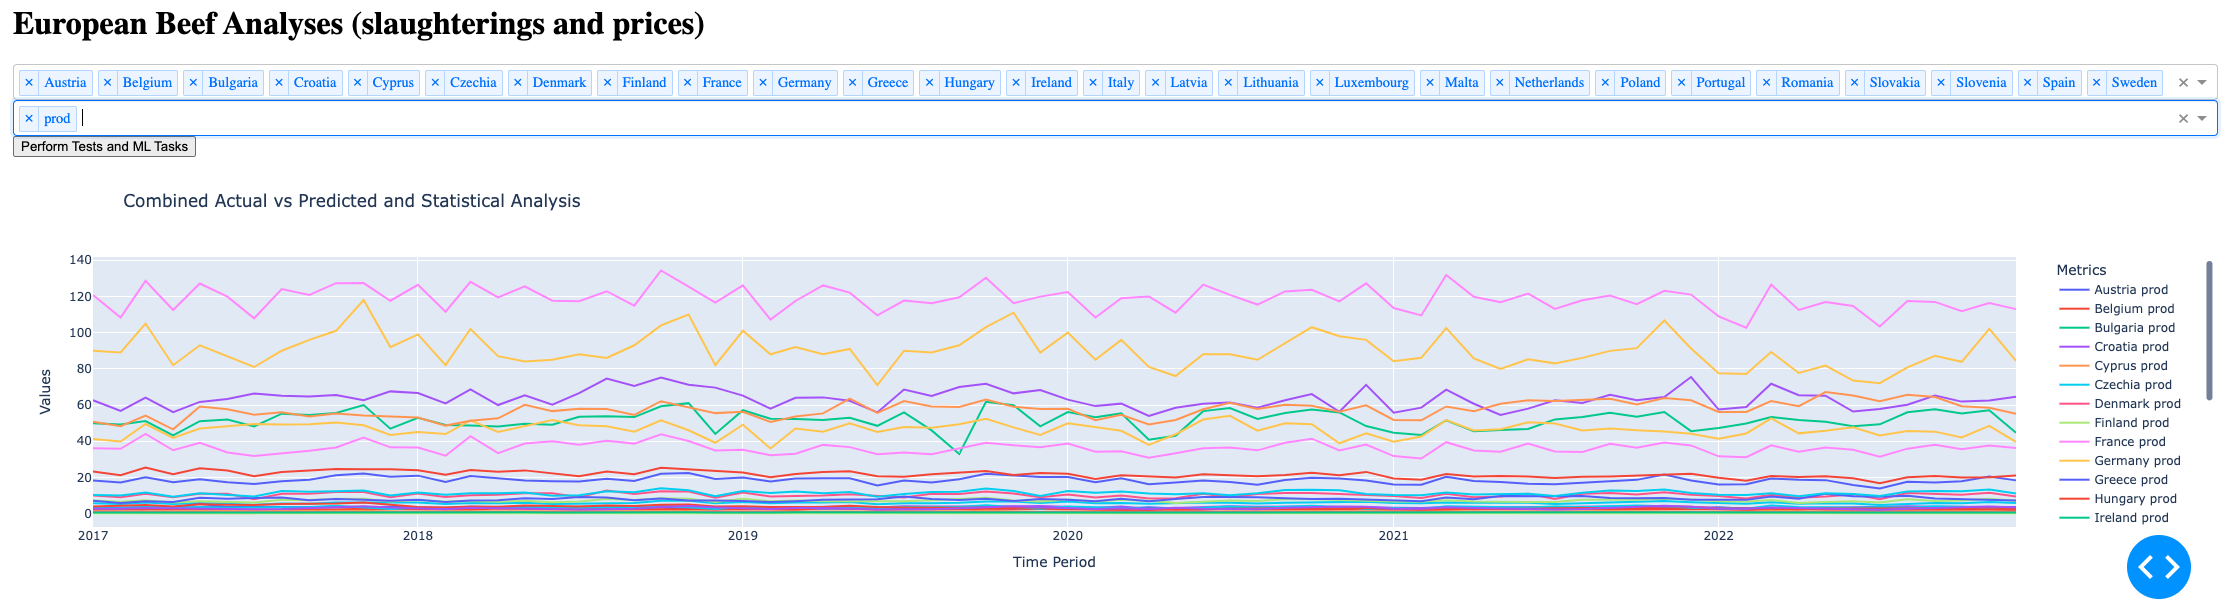 European Beef Analyses (slaughterings and prices)
× Austria × Belgium × Bulgaria × Croatia × Cyprus × Czechia × Denmark × Finland × France × Germany × Greece × Hungary × Ireland × Italy × Latvia × Lithuania × Luxembourg × Malta × Netherlands × Poland × Portugal × Romania × Slovakia × Slovenia × Spain × Sweden ×
× prod ×
Perform Tests and ML Tasks
Combined Actual vs Predicted and Statistical Analysis
140
120
100
80
60
40
20
0
Values
2017 2018 2019 2020 2021 2022
Time Period
Metrics
Austria prod
Belgium prod
Bulgaria prod
Croatia prod
Cyprus prod
Czechia prod
Denmark prod
Finland prod
France prod
Germany prod
Greece prod
Hungary prod
Ireland prod